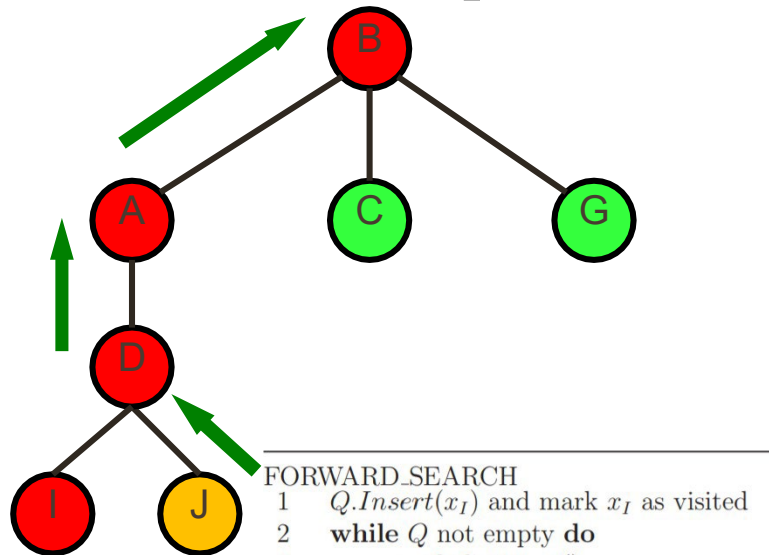 B
A
C
G
D
I
J
FORWARD_SEARCH
1 Q.Insert(x_I) and mark x_I as visited
2 while Q not empty do